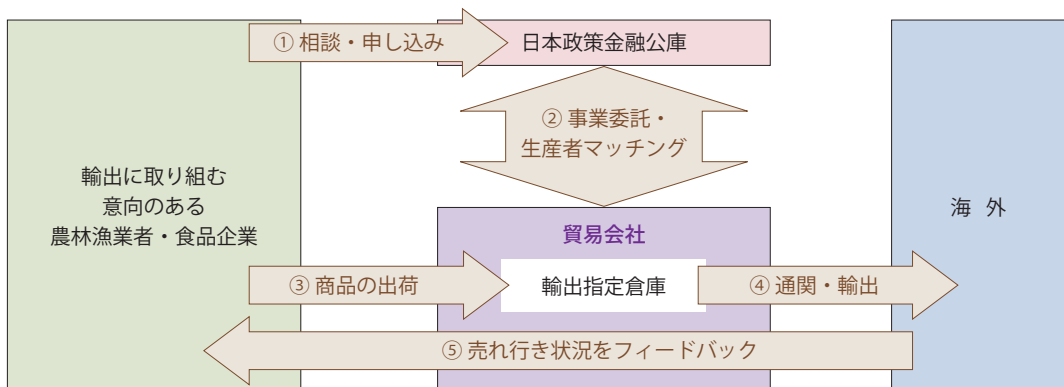 ① 相談・申し込み
日本政策金融公庫
② 事業委託・
生産者マッチング
輸出に取り組む
意向のある
農林漁業者・食品企業
海 外
貿易会社
③ 商品の出荷
輸出指定倉庫
④ 通関・輸出
⑤ 売れ行き状況をフィードバック